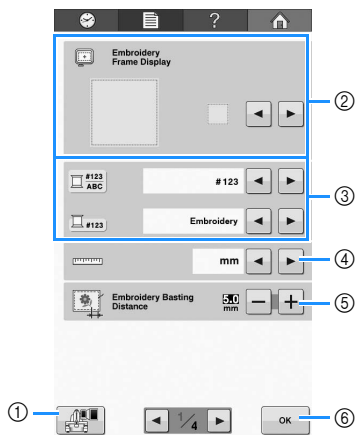 ?
Embroidery
Frame Display
②
#123
ABC
#123
③
#123
Embroidery
mm
④
Embroidery Basting
Distance
5.0
mm
⑤
①
1/4
OK
⑥